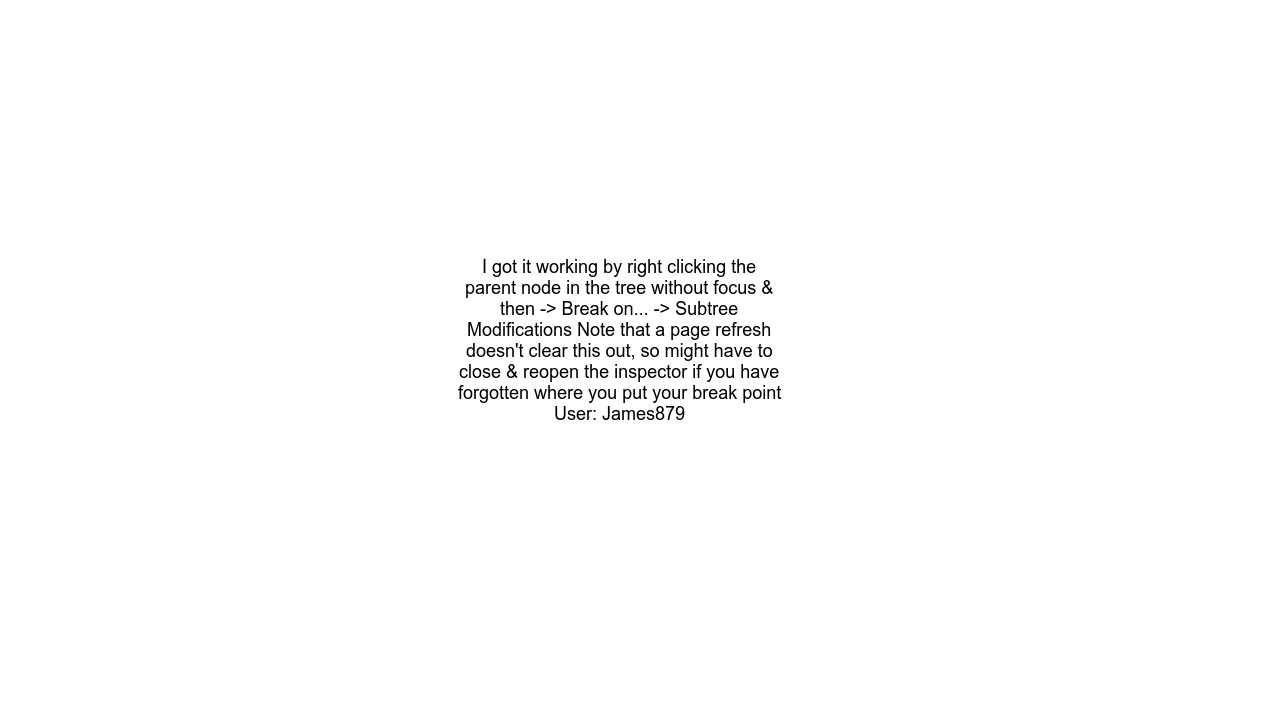 I got it working by right clicking the
parent node in the tree without focus &
then -> Break on... -> Subtree
Modifications Note that a page refresh
doesn't clear this out, so might have to
close & reopen the inspector if you have
forgotten where you put your break point
User: James879